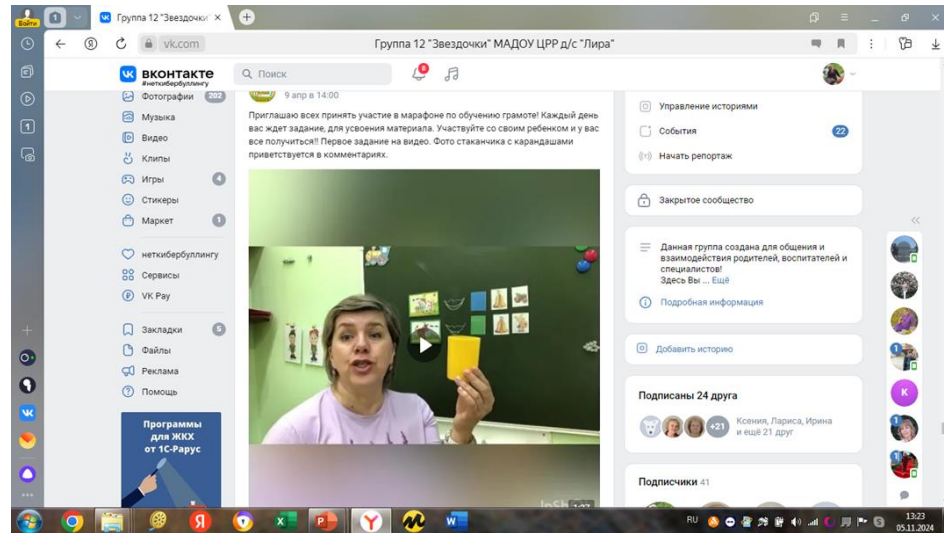 Войти
1
Группа 12 "Звездочки"
vk.com
Группа 12 "Звездочки" МАДОУ ЦРР д/с "Лира"
ВКОНТАКТЕ
#неткибербуллингу
Поиск
8
Фотографии 202
Музыка
Видео
Клипы
Игры 4
Стикеры
Маркет 1
неткибербуллингу
Сервисы
VK Pay
Закладки 5
Файлы
Реклама
Помощь
Программы
для ЖКХ
от 1С-Рарус
9 апр в 14:00
Приглашаю всех принять участие в марафоне по обучению грамоте! Каждый день
вас ждет задание, для усвоения материала. Участвуйте со своим ребенком и у вас
все получиться!! Первое задание на видео. Фото стаканчика с карандашами
приветствуется в комментариях.
Управление историями
События 22
Начать репортаж
Закрытое сообщество
Данная группа создана для общения и
взаимодействия родителей, воспитателей и
специалистов!
Здесь Вы ... Ещё
Подробная информация
Добавить историю
Подписаны 24 друга
+21
Ксения, Лариса, Ирина
и ещё 21 друг
Подписчики 41
К
RU
13:23
05.11.2024